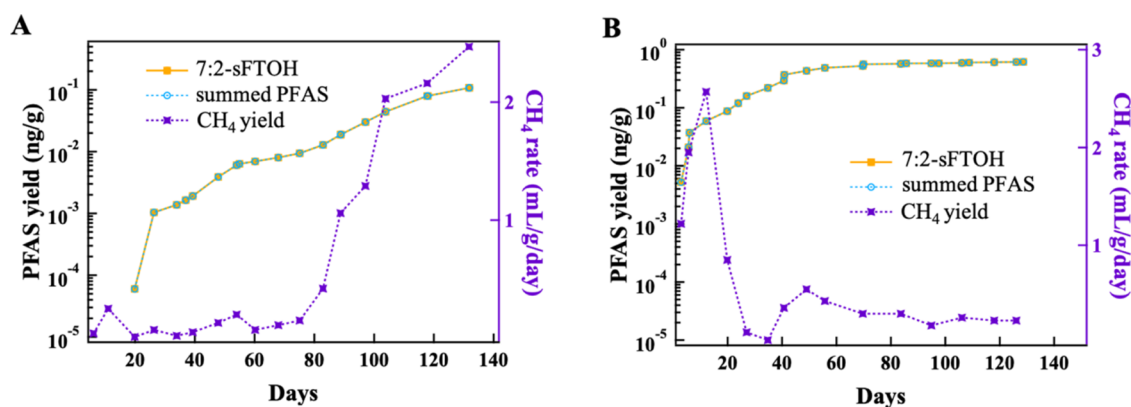 A
7:2-sFTOH
summed PFAS
CH₄ yield
PFAS yield (ng/g)
10⁻¹
10⁻²
10⁻³
10⁻⁴
10⁻⁵
20 40 60 80 100 120 140
Days
2
1
CH₄ rate (mL/g/day)
B
7:2-sFTOH
summed PFAS
CH₄ yield
PFAS yield (ng/g)
10⁰
10⁻¹
10⁻²
10⁻³
10⁻⁴
10⁻⁵
20 40 60 80 100 120 140
Days
3
2
1
CH₄ rate (mL/g/day)